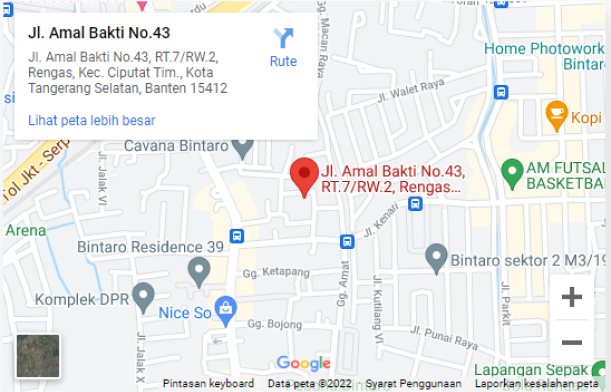 Jl. Amal Bakti No.43
Jl. Amal Bakti No.43, RT.7/RW.2,
Rengas, Kec. Ciputat Tim., Kota
Tangerang Selatan, Banten 15412
Rute
Lihat peta lebih besar
Gg. Macan Raya
Home Photowork
Bintar
Jl. Walet Raya
Kopi
si
Tol Jkt - Serp
Cavana Bintaro
Jl. Jalak VI
Jl. Amal Bakti No.43,
RT.7/RW.2, Rengas...
AM FUTSAL
BASKETBA
Arena
Jl. Kenari
Bintaro Residence 39
Gg. Ketapang
Gg. Amat
Bintaro sektor 2 M3/19
Komplek DPR
Nice So
Jl. Kutilang VI
Jl. Parkit
Gg. Bojong
Jl. Punai Raya
Jl. Jalak X
Google
Lapangan Sepak
Pintasan keyboard
Data peta ©2022
Syarat Penggunaan
Laporkan kesalahan peta